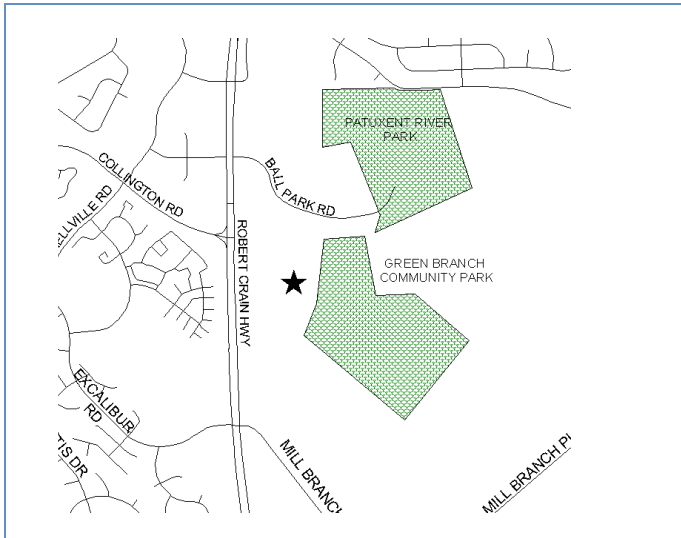 PATUXENT RIVER
PARK
COLLINGTON RD
BALL PARK RD
ELLVILLE RD
ROBERT CRAIN HWY
GREEN BRANCH
COMMUNITY PARK
EXCALIBUR
RD
TIS DR
MILL BRANCH
MILL BRANCH PL